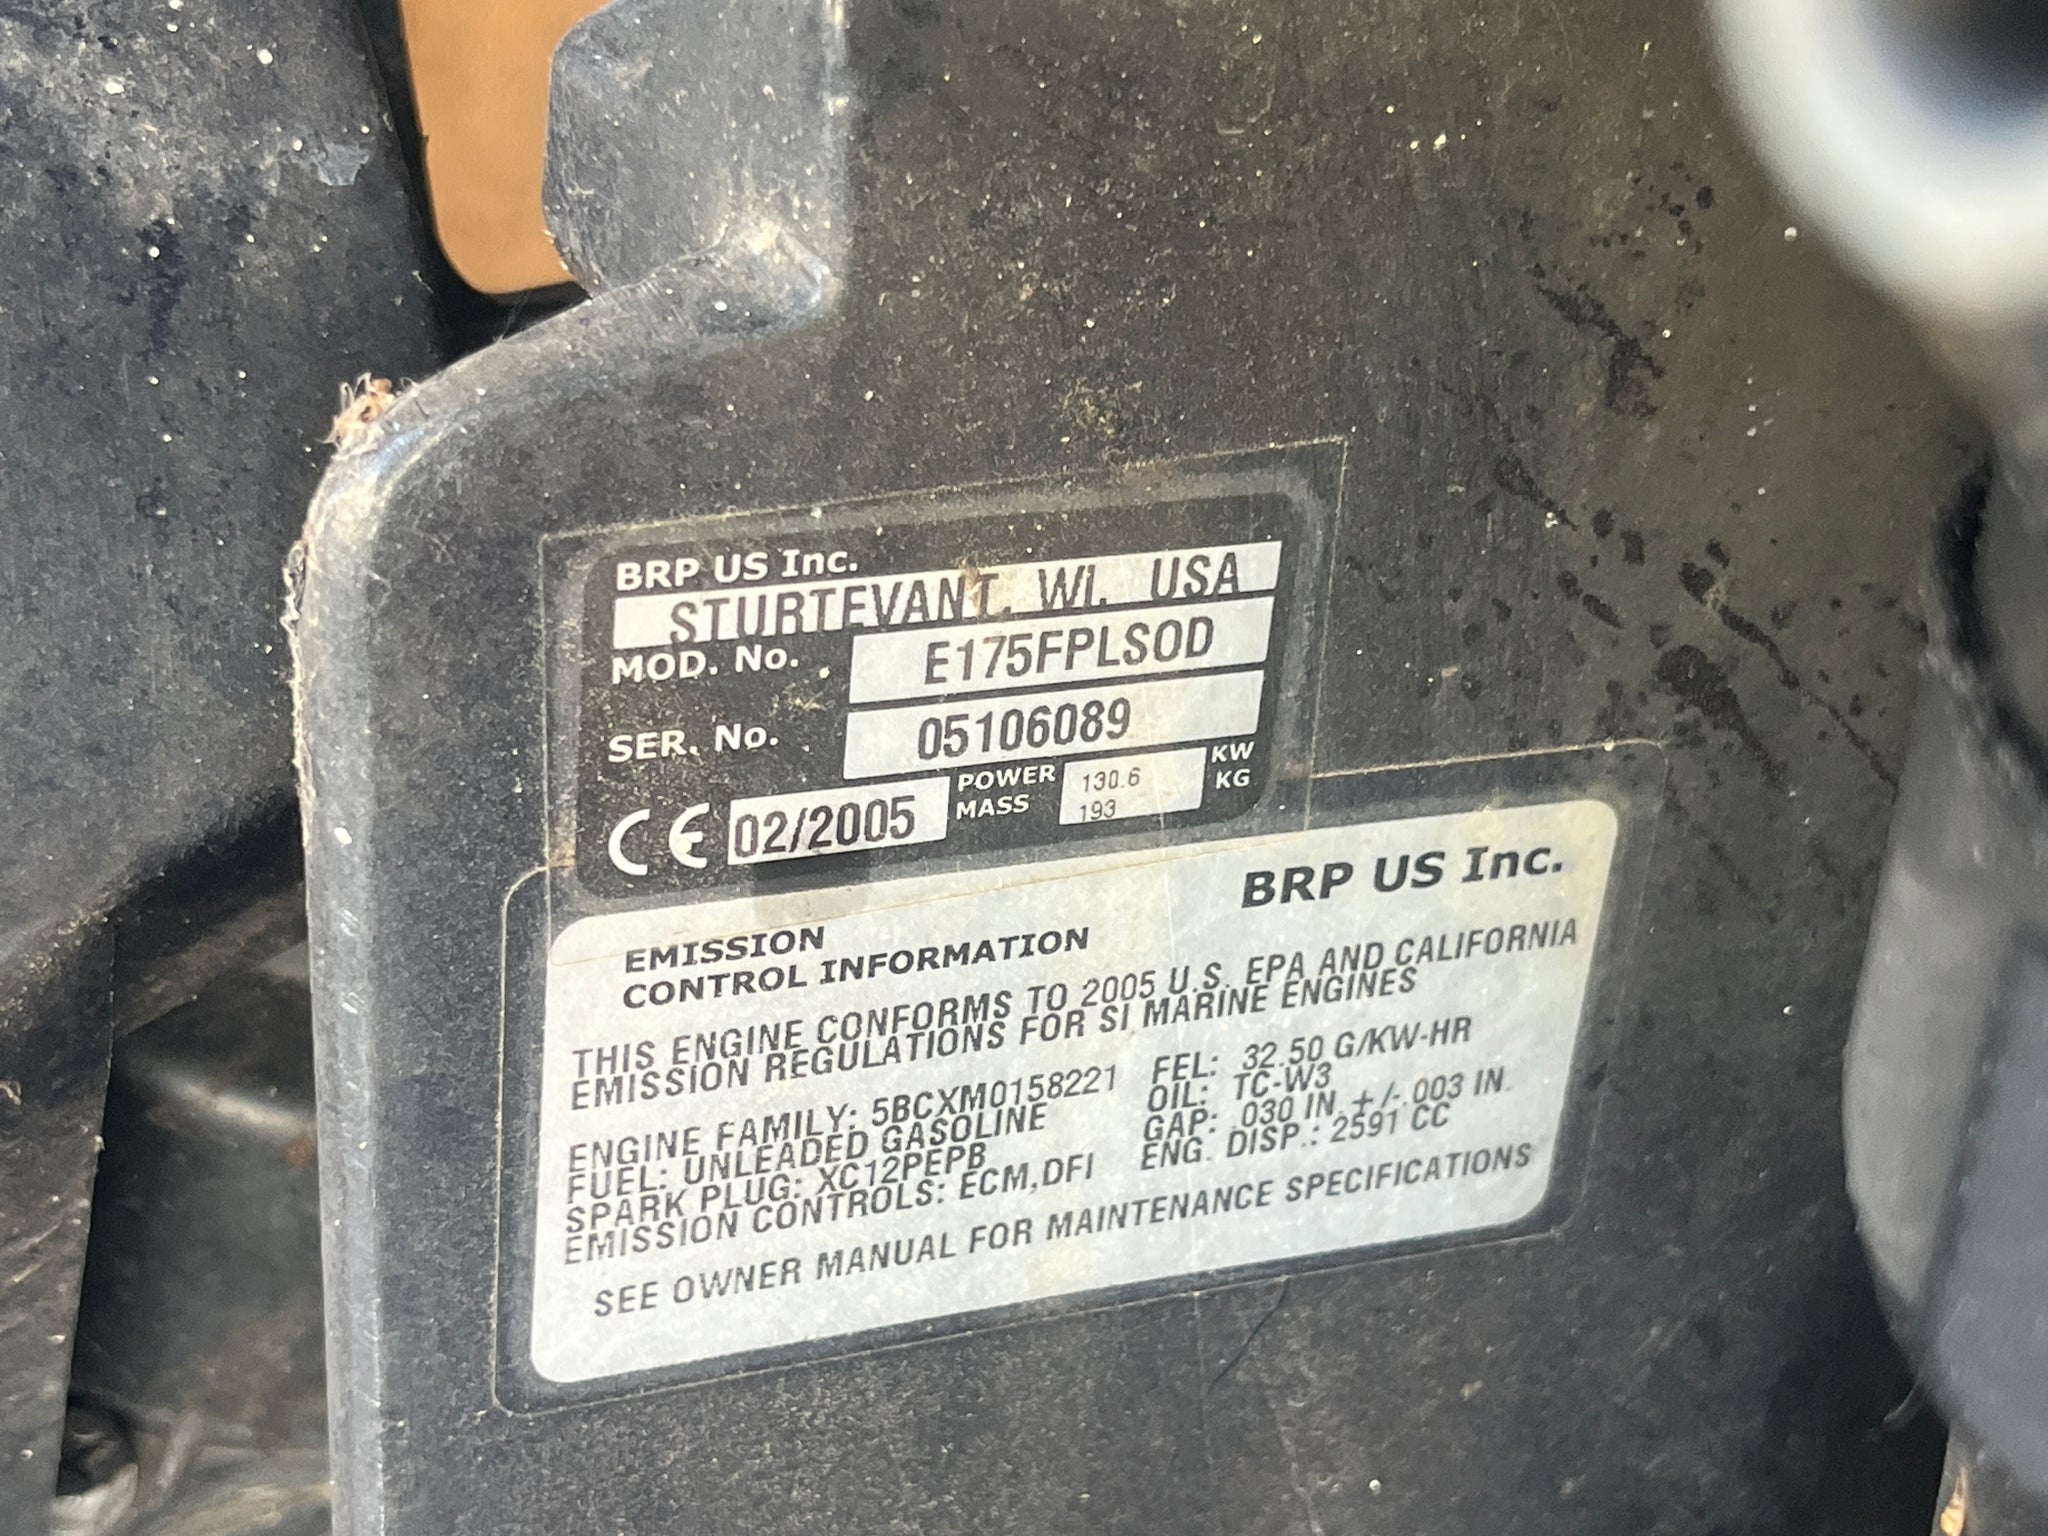 BRP US Inc.
STURTEVANT, WI. USA
MOD. No. E175FPLSOD
SER. No. 05106089
CE 02/2005 POWER 130.6 KW
MASS 193 KG
BRP US Inc.
EMISSION
CONTROL INFORMATION
THIS ENGINE CONFORMS TO 2005 U.S. EPA AND CALIFORNIA
EMISSION REGULATIONS FOR SI MARINE ENGINES
ENGINE FAMILY: 5BCXM0158221 FEL: 32.50 G/KW-HR
FUEL: UNLEADED GASOLINE OIL: TC-W3
SPARK PLUG: XC12PEPB GAP: .030 IN. +/-.003 IN.
EMISSION CONTROLS: ECM,DFI ENG. DISP.: 2591 CC
SEE OWNER MANUAL FOR MAINTENANCE SPECIFICATIONS